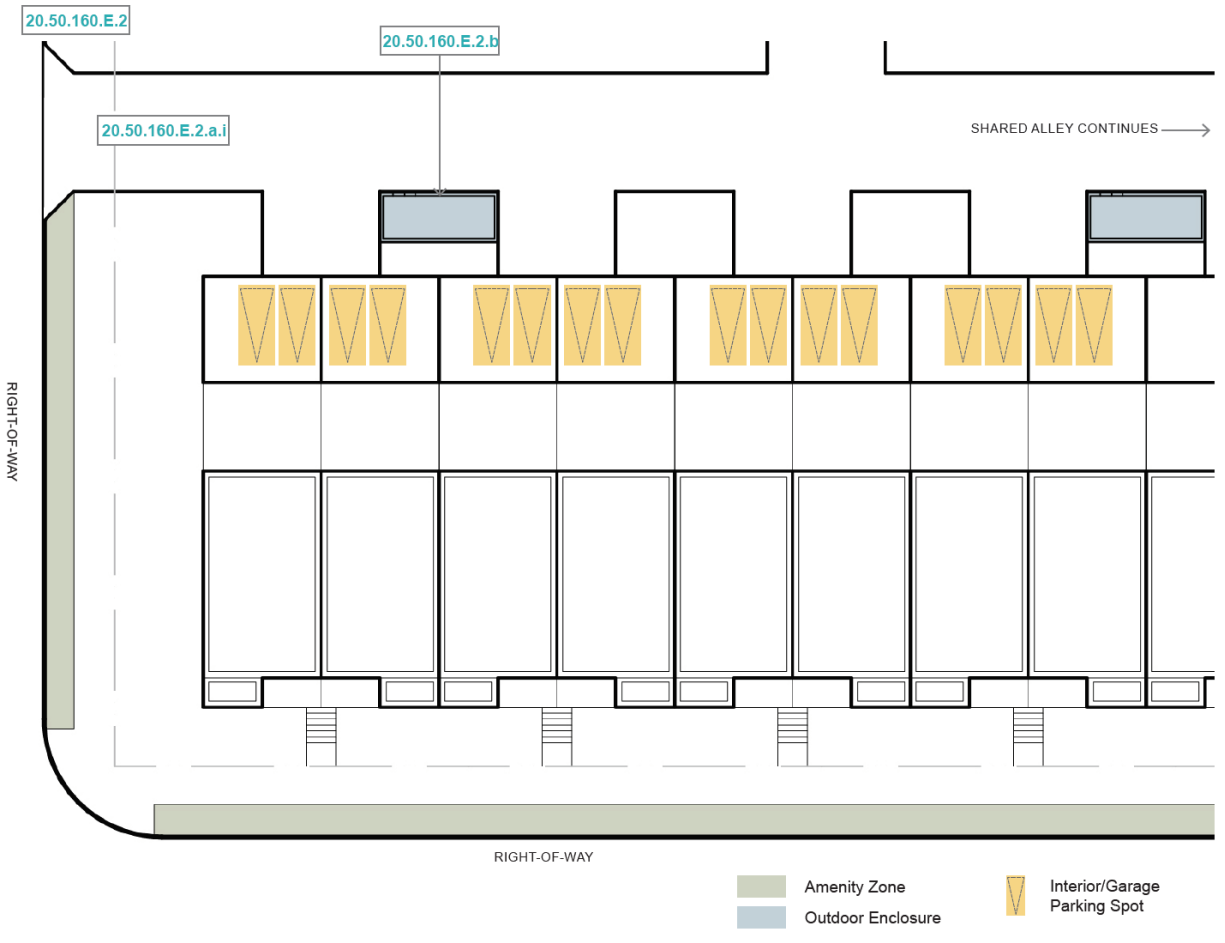 20.50.160.E.2
20.50.160.E.2.b
20.50.160.E.2.a.i
SHARED ALLEY CONTINUES
RIGHT-OF-WAY
RIGHT-OF-WAY
Amenity Zone
Outdoor Enclosure
Interior/Garage
Parking Spot